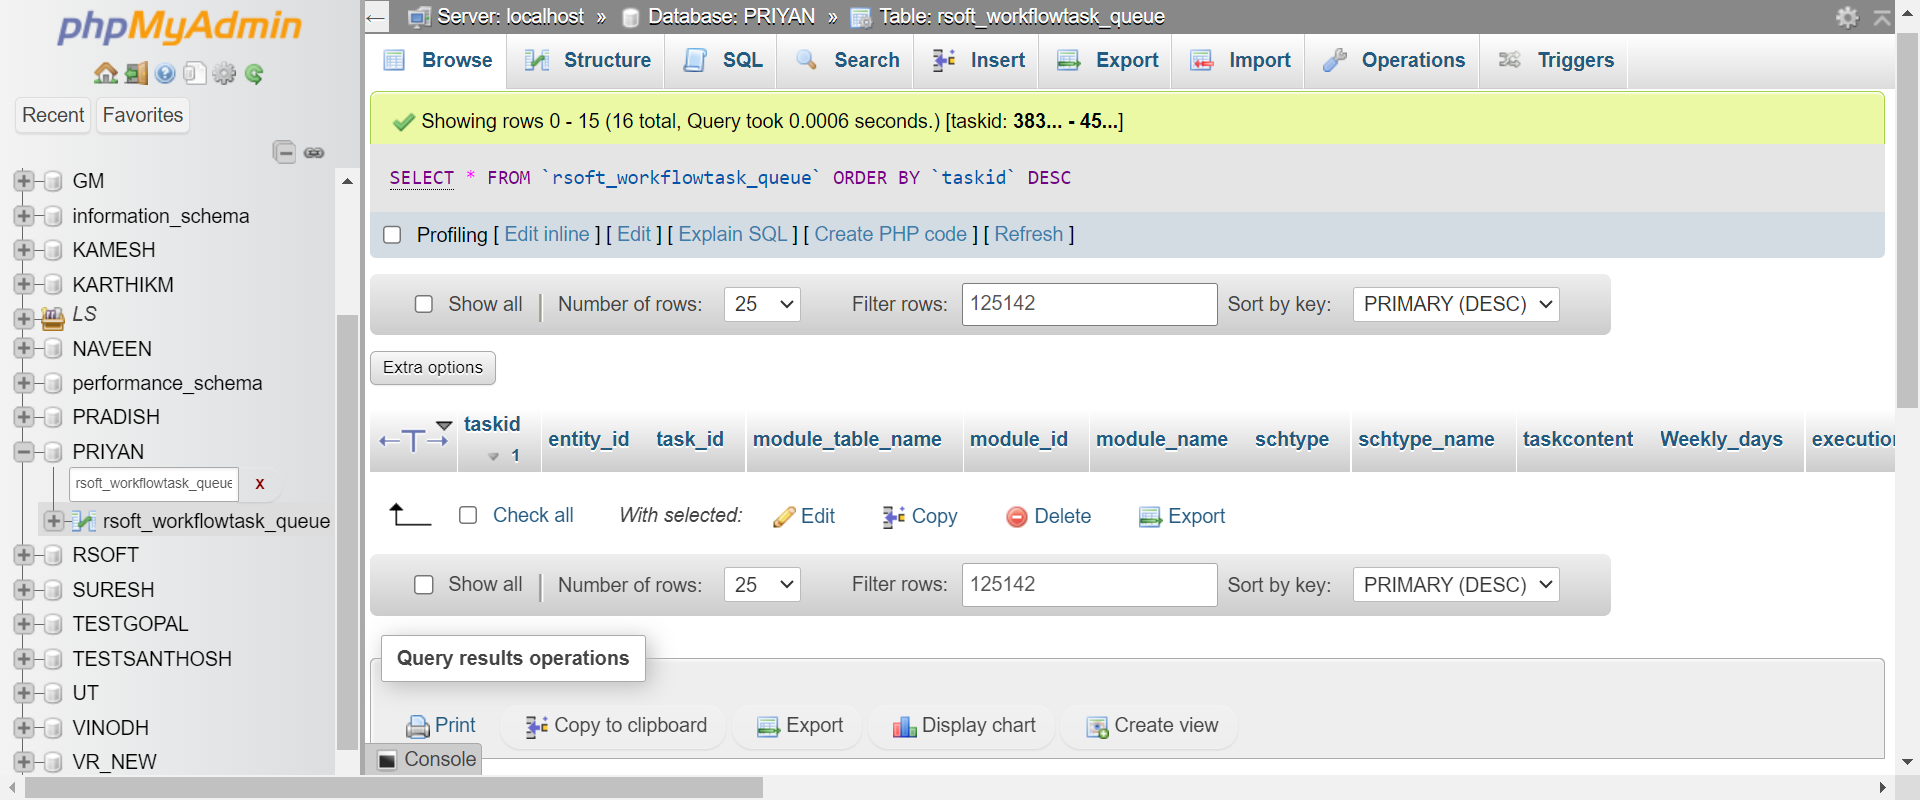 phpMyAdmin
Recent
Favorites
GM
information_schema
KAMESH
KARTHIKM
LS
NAVEEN
performance_schema
PRADISH
PRIYAN
rsoft_workflowtask_queue
x
rsoft_workflowtask_queue
RSOFT
SURESH
TESTGOPAL
TESTSANTHOSH
UT
VINODH
VR_NEW
Server: localhost » Database: PRIYAN » Table: rsoft_workflowtask_queue
Browse Structure SQL Search Insert Export Import Operations Triggers
Showing rows 0 - 15 (16 total, Query took 0.0006 seconds.) [taskid: 383... - 45...]
SELECT * FROM `rsoft_workflowtask_queue` ORDER BY `taskid` DESC
Profiling [ Edit inline ] [ Edit ] [ Explain SQL ] [ Create PHP code ] [ Refresh ]
Show all Number of rows: 25 Filter rows: 125142 Sort by key: PRIMARY (DESC)
Extra options
←T→ taskid 1 entity_id task_id module_table_name module_id module_name schtype schtype_name taskcontent Weekly_days execution
Check all With selected: Edit Copy Delete Export
Show all Number of rows: 25 Filter rows: 125142 Sort by key: PRIMARY (DESC)
Query results operations
Print Copy to clipboard Export Display chart Create view
Console